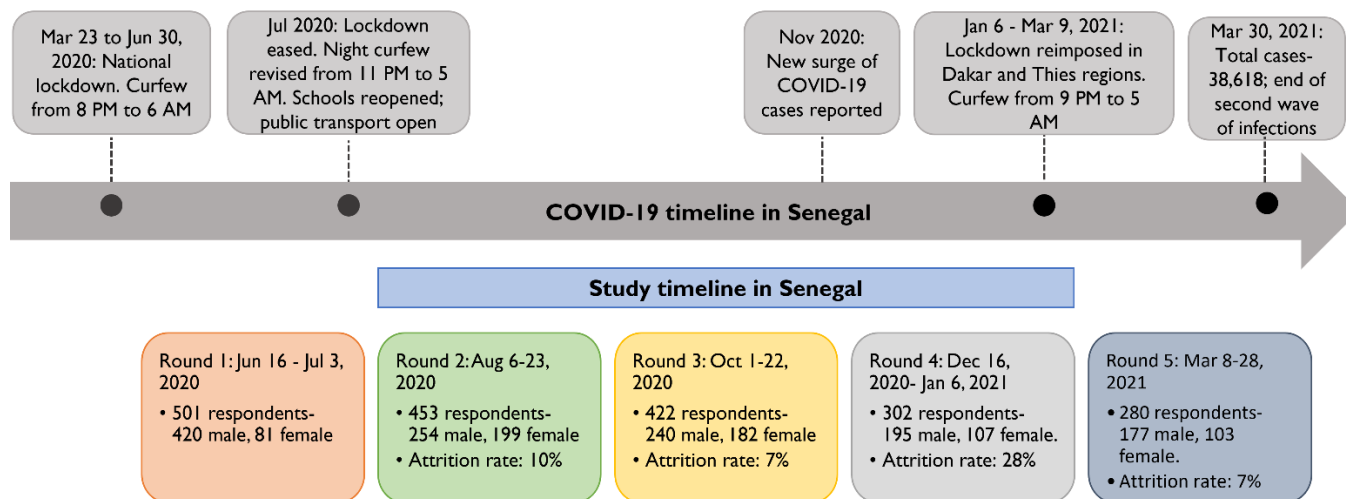 Mar 23 to Jun 30,
2020: National
lockdown. Curfew
from 8 PM to 6 AM
Jul 2020: Lockdown
eased. Night curfew
revised from 11 PM to 5
AM. Schools reopened;
public transport open
Nov 2020:
New surge of
COVID-19
cases reported
Jan 6 - Mar 9, 2021:
Lockdown reimposed in
Dakar and Thies regions.
Curfew from 9 PM to 5
AM
Mar 30, 2021:
Total cases-
38,618; end of
second wave
of infections
COVID-19 timeline in Senegal
Study timeline in Senegal
Round 1: Jun 16 - Jul 3,
2020
• 501 respondents-
420 male, 81 female
Round 2: Aug 6-23,
2020
• 453 respondents-
254 male, 199 female
• Attrition rate: 10%
Round 3: Oct 1-22,
2020
• 422 respondents-
240 male, 182 female
• Attrition rate: 7%
Round 4: Dec 16,
2020- Jan 6, 2021
• 302 respondents-
195 male, 107 female.
• Attrition rate: 28%
Round 5: Mar 8-28,
2021
• 280 respondents-
177 male, 103
female.
• Attrition rate: 7%